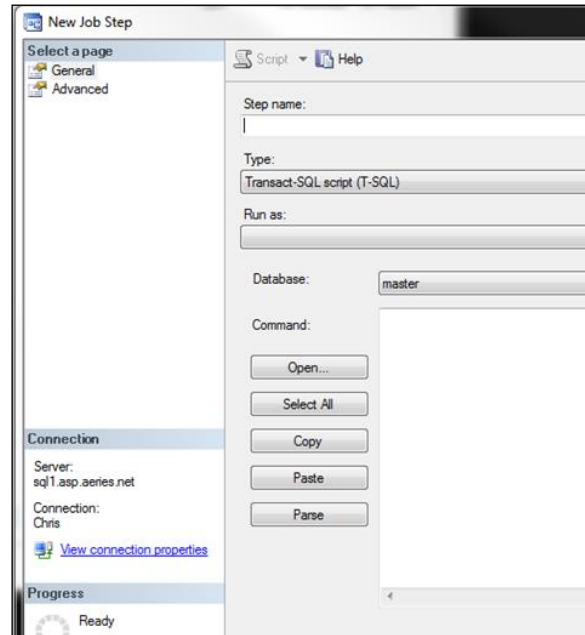 New Job Step
Select a page
General
Advanced
Script
Help
Step name:
Type:
Transact-SQL script (T-SQL)
Run as:
Database:
master
Command:
Open...
Select All
Copy
Paste
Parse
Connection
Server:
sql1.asp.aeries.net
Connection:
Chris
View connection properties
Progress
Ready